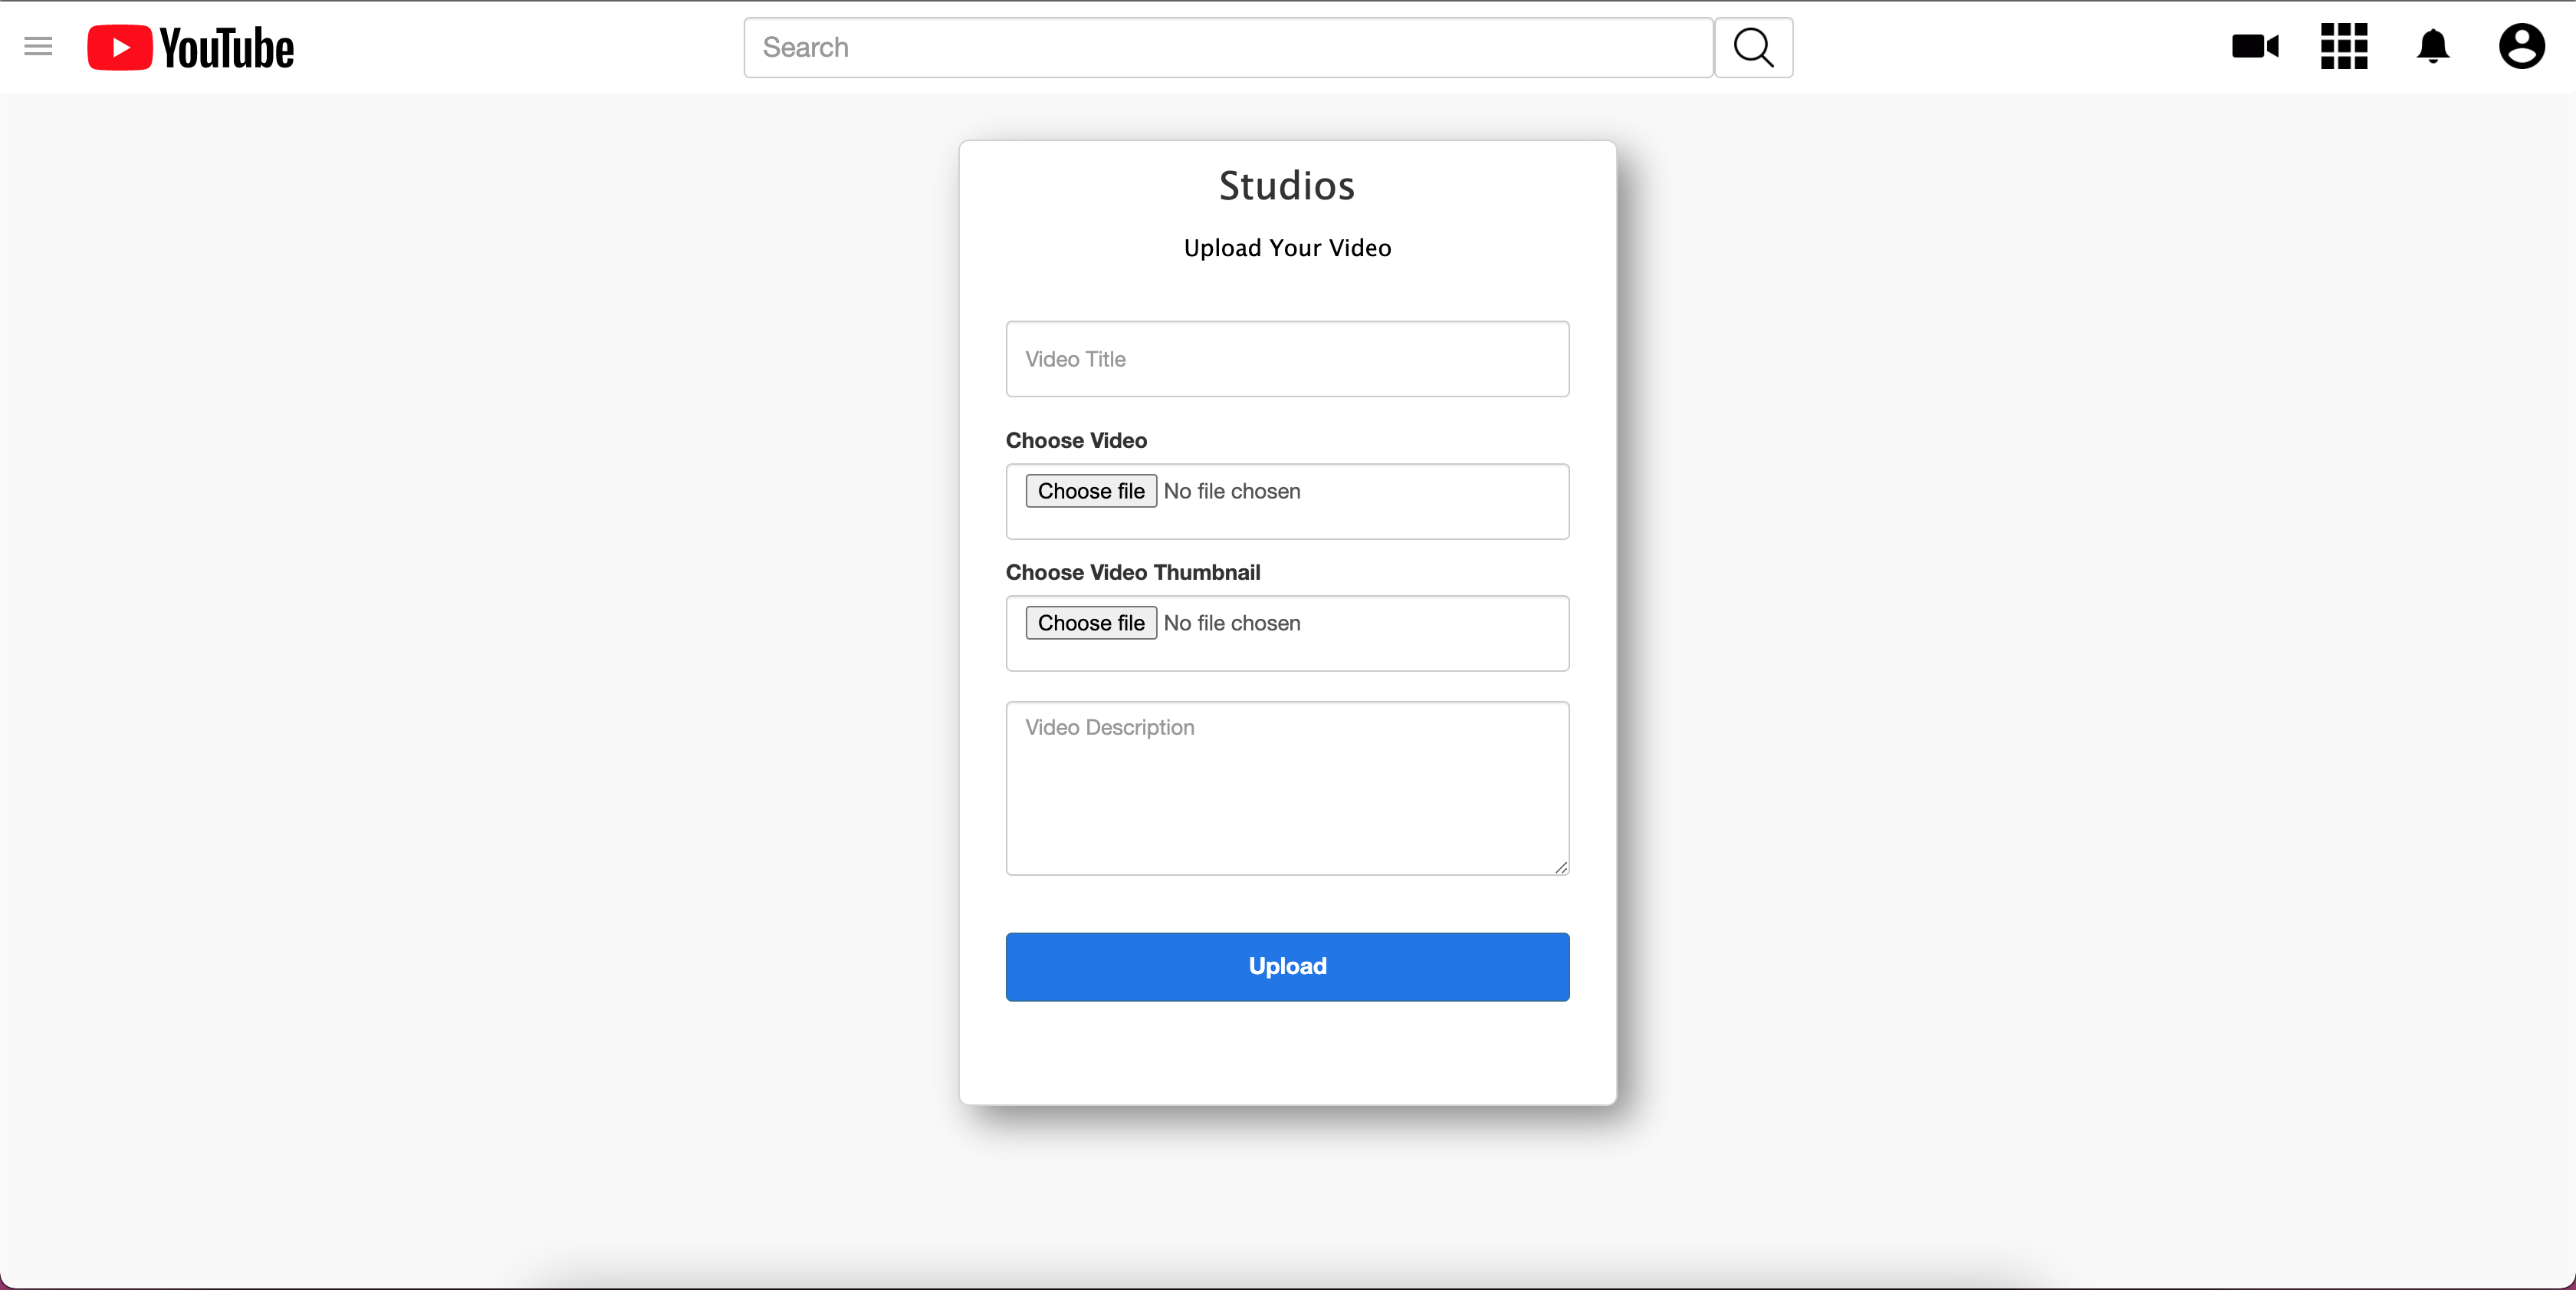 YouTube
Search
Studios
Upload Your Video
Video Title
Choose Video
Choose file No file chosen
Choose Video Thumbnail
Choose file No file chosen
Video Description
Upload